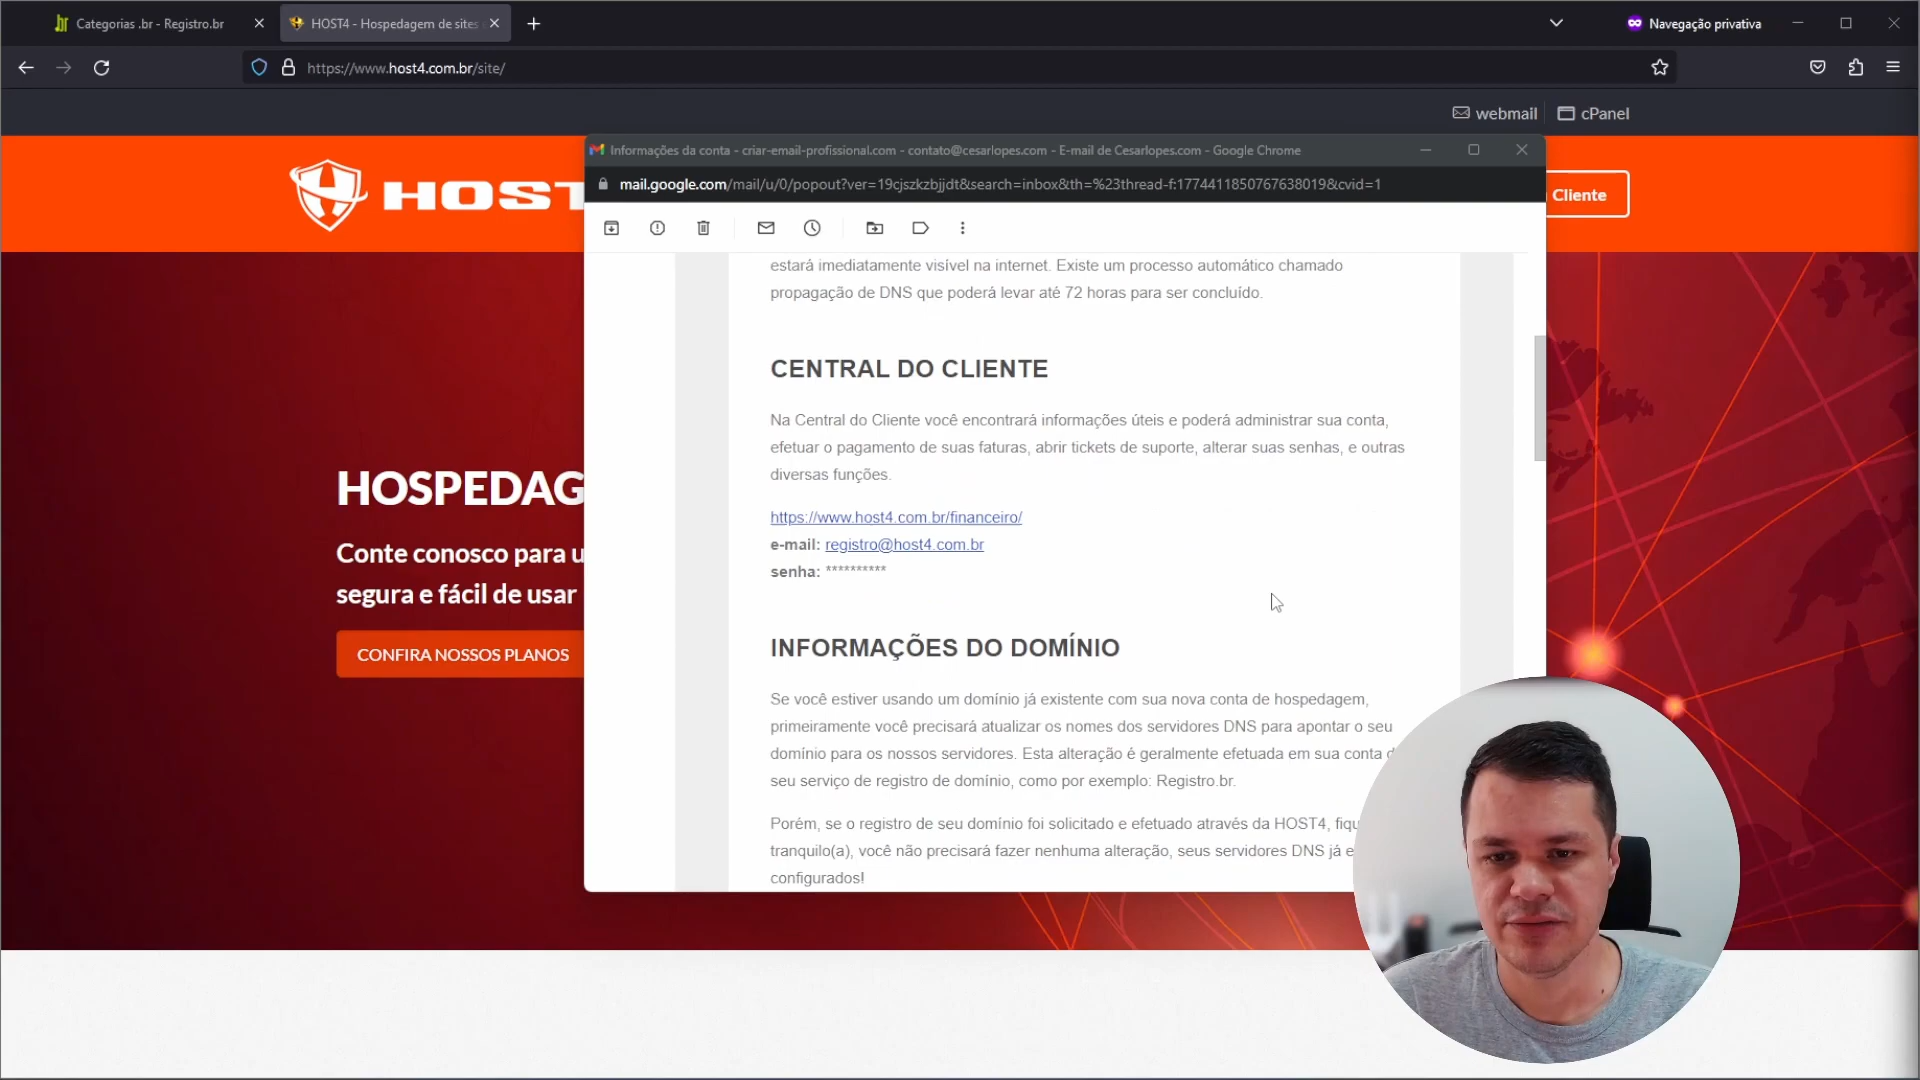 Categorias .br - Registro.br
HOST4 - Hospedagem de sites
Navegação privativa
https://www.host4.com.br/site/
webmail
cPanel
HOST
Cliente
HOSPEDAG
Conte conosco para u
segura e fácil de usar
CONFIRA NOSSOS PLANOS
Informações da conta - criar-email-profissional.com - contato@cesarlopes.com - E-mail de Cesarlopes.com - Google Chrome
mail.google.com/mail/u/0/popout?ver=19cjszkzbjjdt&search=inbox&th=%23thread-f:1774411850767638019&cvid=1
estará imediatamente visível na internet. Existe um processo automático chamado
propagação de DNS que poderá levar até 72 horas para ser concluído.
CENTRAL DO CLIENTE
Na Central do Cliente você encontrará informações úteis e poderá administrar sua conta,
efetuar o pagamento de suas faturas, abrir tickets de suporte, alterar suas senhas, e outras
diversas funções.
https://www.host4.com.br/financeiro/
e-mail: registro@host4.com.br
senha: **********
INFORMAÇÕES DO DOMÍNIO
Se você estiver usando um domínio já existente com sua nova conta de hospedagem,
primeiramente você precisará atualizar os nomes dos servidores DNS para apontar o seu
domínio para os nossos servidores. Esta alteração é geralmente efetuada em sua conta d
seu serviço de registro de domínio, como por exemplo: Registro.br.
Porém, se o registro de seu domínio foi solicitado e efetuado através da HOST4, fiqu
tranquilo(a), você não precisará fazer nenhuma alteração, seus servidores DNS já e
configurados!